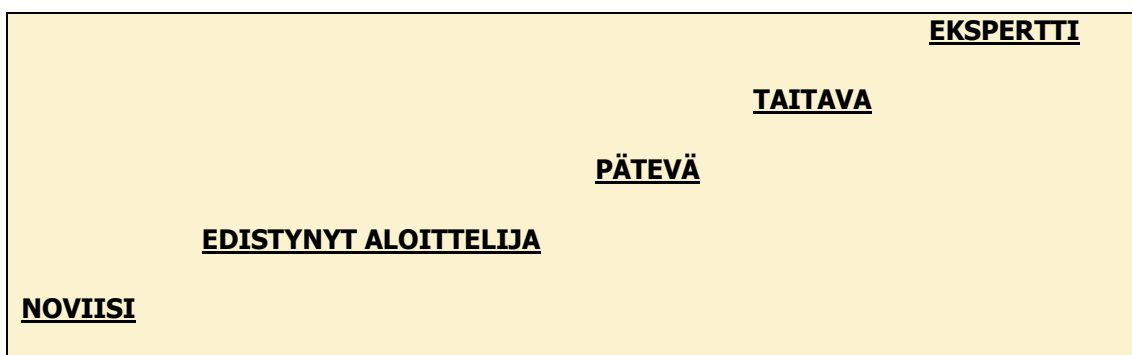 EKSPERTTI
TAITAVA
PÄTEVÄ
EDISTYNYT ALOITTELIJA
NOVIISI